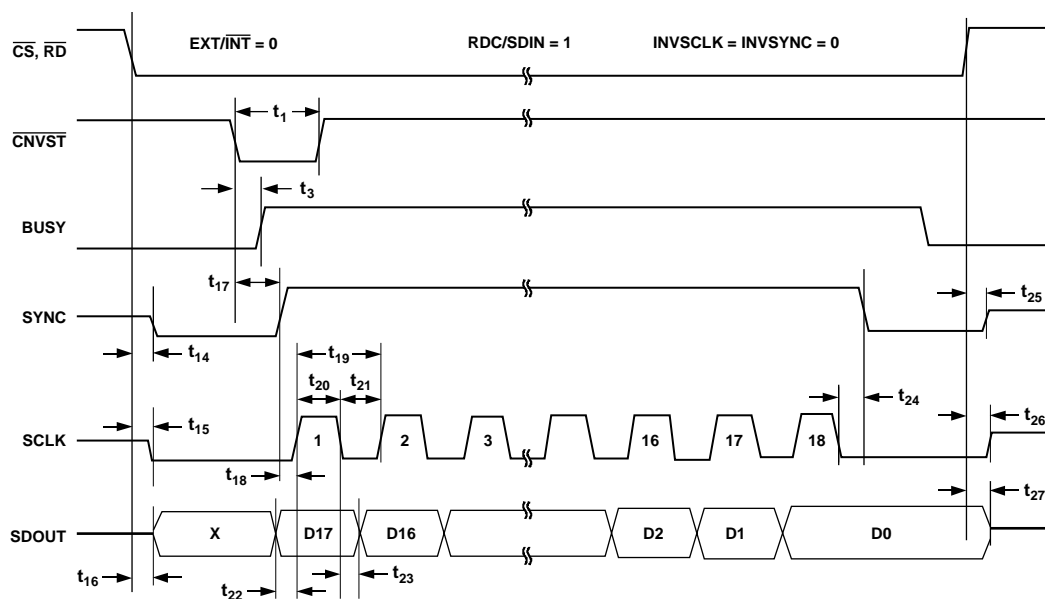 CS, RD
EXT/INT = 0
RDC/SDIN = 1
INVSCLK = INVSYNC = 0
t1
CNVST
t3
BUSY
t17
t25
SYNC
t14
t19
t20
t21
t24
t15
t26
SCLK
1
2
3
16
17
18
t18
t27
SDOUT
X
D17
D16
D2
D1
D0
t16
t22
t23